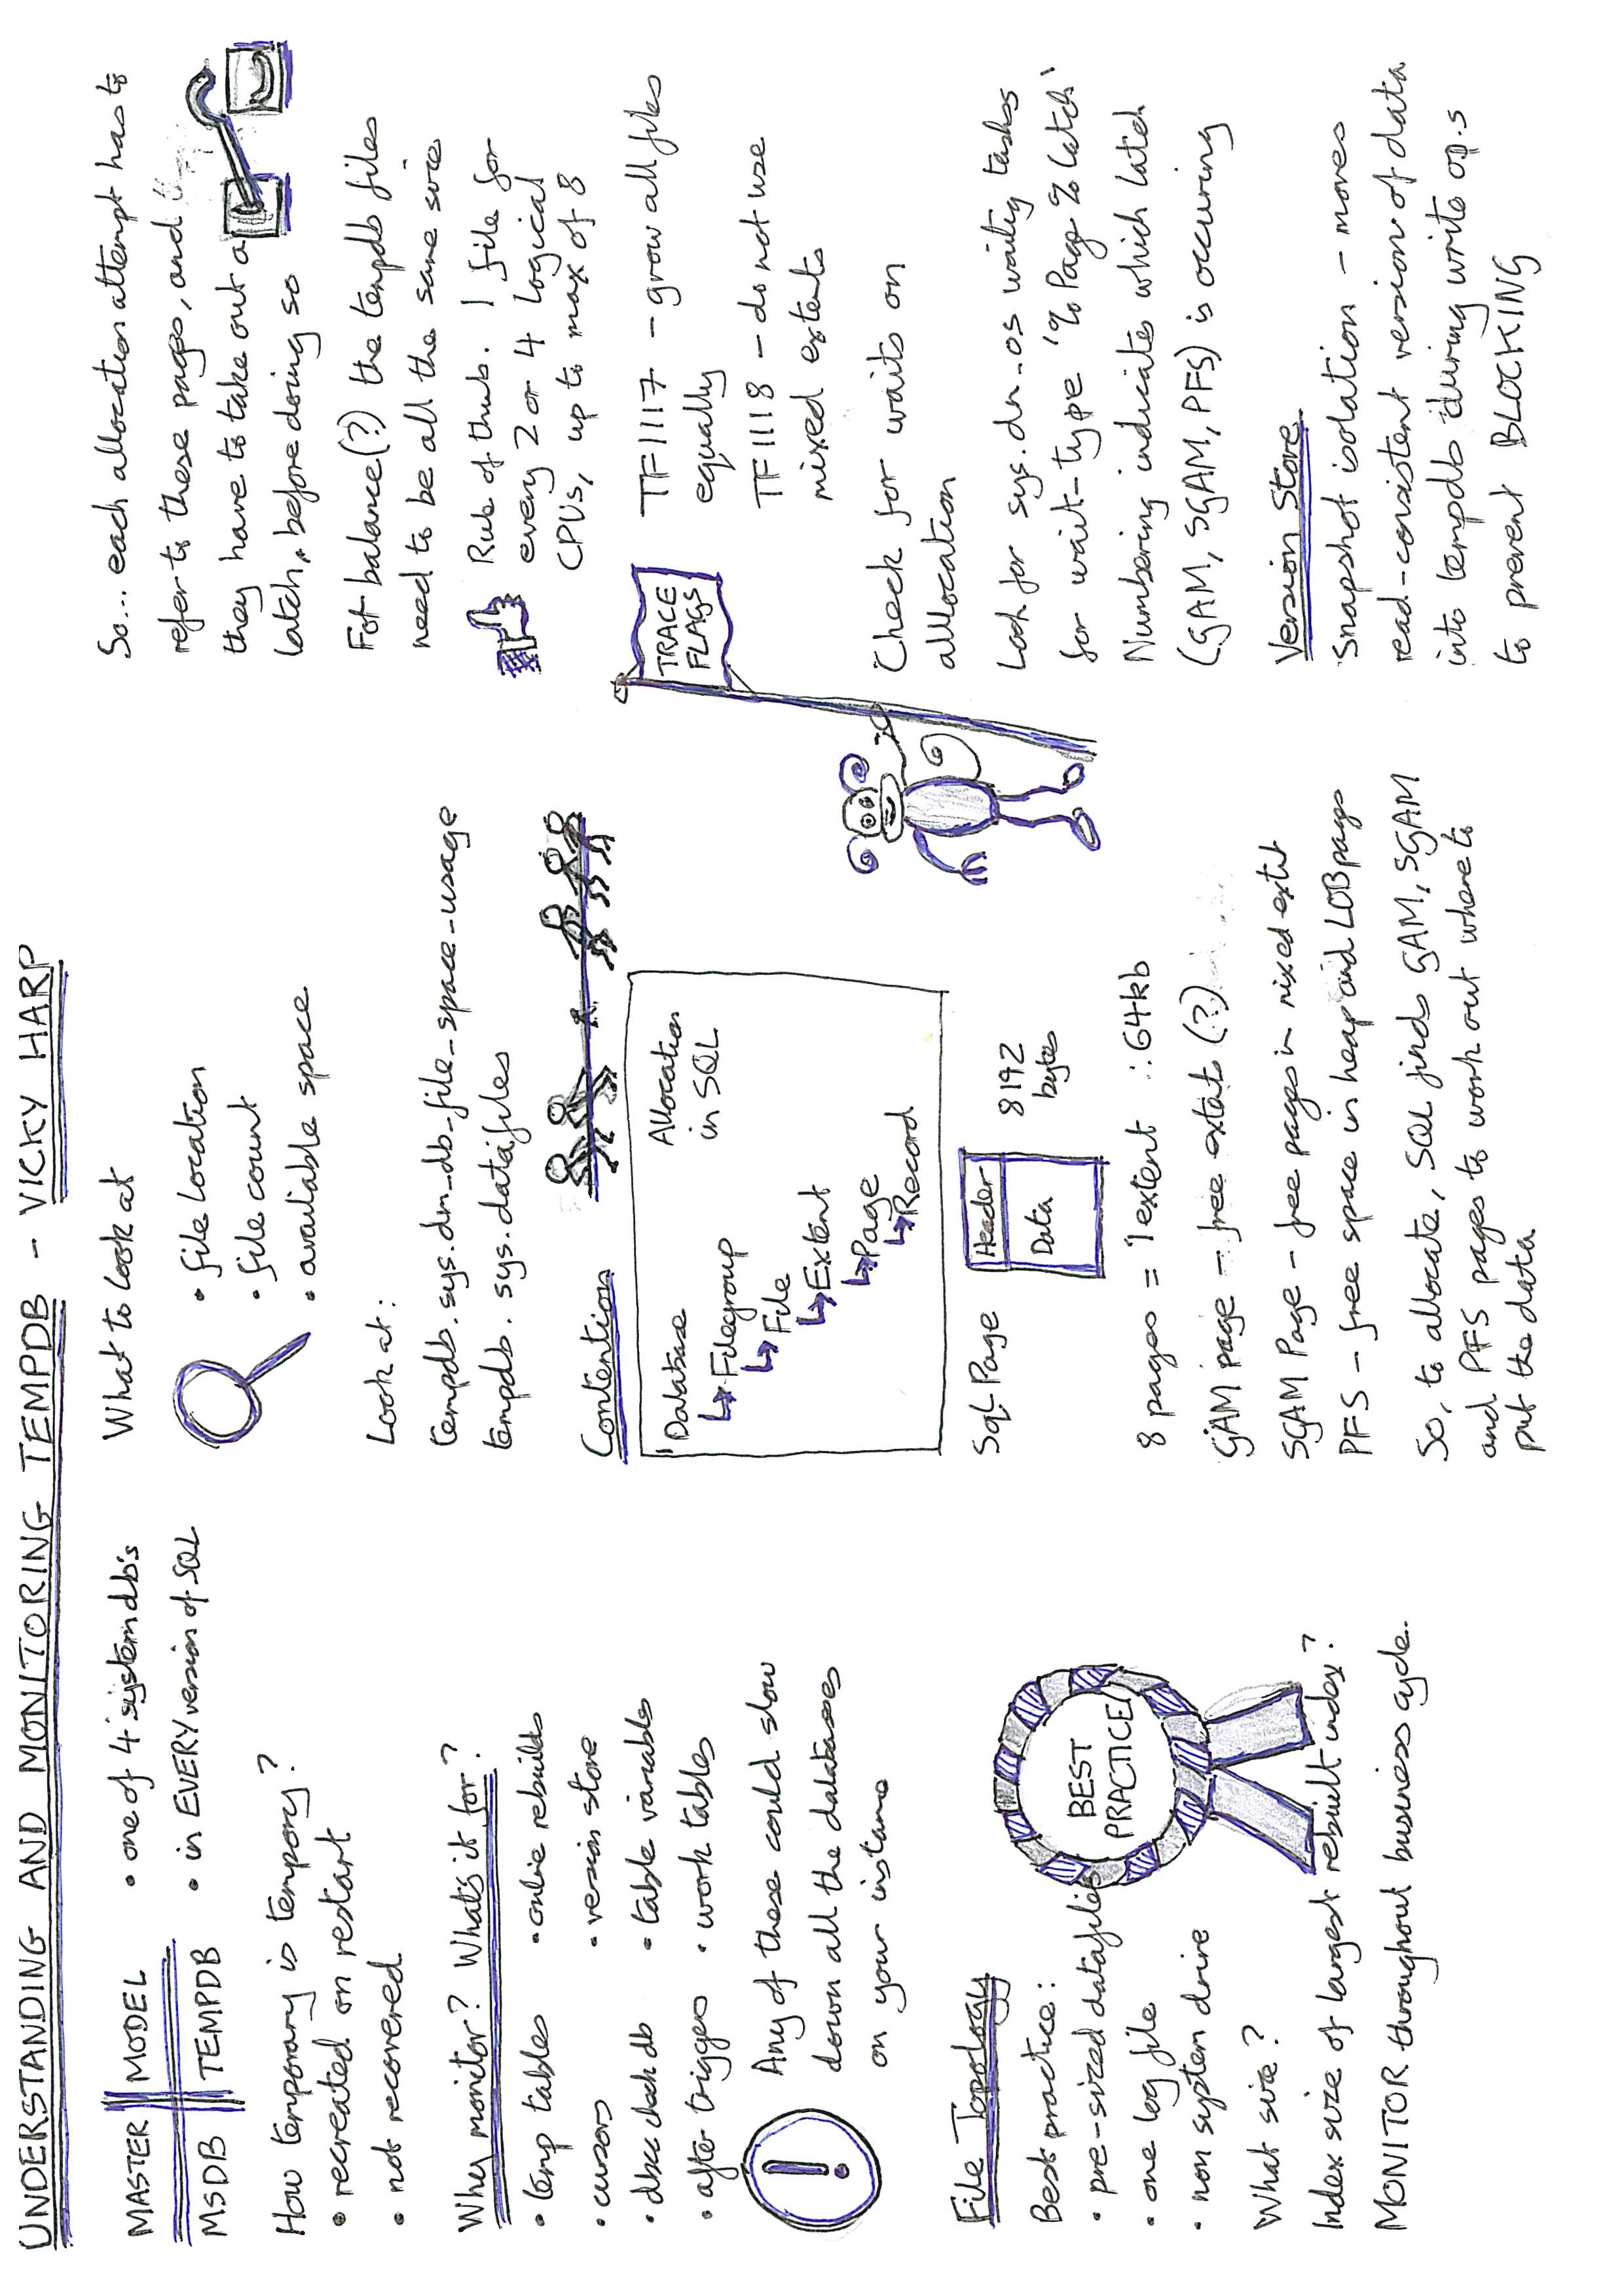 UNDERSTANDING AND MONITORING TEMPDB - VICKY HARP
MASTER MODEL
MSDB TEMPDB
• one of 4 system db's
• in EVERY version of SQL
How temporary is tempory?
• recreated on restart
• not recovered
Why monitor? What's it for?
• temp tables • online rebuilds
• cursors • version store
• dbcc check db • table variables
• after triggers • work tables
! Any of these could slow
down all the databases
on your instance
File Topology
Best practice:
• pre-sized datafiles
• one log file
• non system drive
BEST
PRACTICE
What size?
Index size of largest rebuilt index?
MONITOR throughout business cycle.
What to look at
• file location
• file count
• available space
Look at:
tempdb.sys.dm_db_file_space_usage
tempdb.sys.datafiles
Contention
Database
Filegroup
File
Extent
Page
Record
Allocation
in SQL
SQL Page
Header
Data
8192
bytes
8 pages = 1 extent ∴ 64kb
GAM page - free extents (?)
SGAM Page - free pages in mixed extent
PFS - free space in heap and LOB pages
So, to allocate, SQL finds GAM, SGAM
and PFS pages to work out where to
put the data
So... each allocation attempt has to
refer to these pages, and
they have to take out a
latch, before doing so
For balance(?) the tempdb files
need to be all the same size
Rule of thub. 1 file for
every 2 or 4 logical
CPUs, up to max of 8
TRACE
FLAGS
TF1117 - grow all files
equally
TF1118 - do not use
mixed extents
Check for waits on
alllocation
Look for sys.dm_os waiting tasks
for wait-type '% Page % latch'
Numbering indicates which latch
(GAM, SGAM, PFS) is occuring
Version Store
Snapshot isolation - moves
read-consistent version of data
into tempdb during write op.s
to prevent BLOCKING